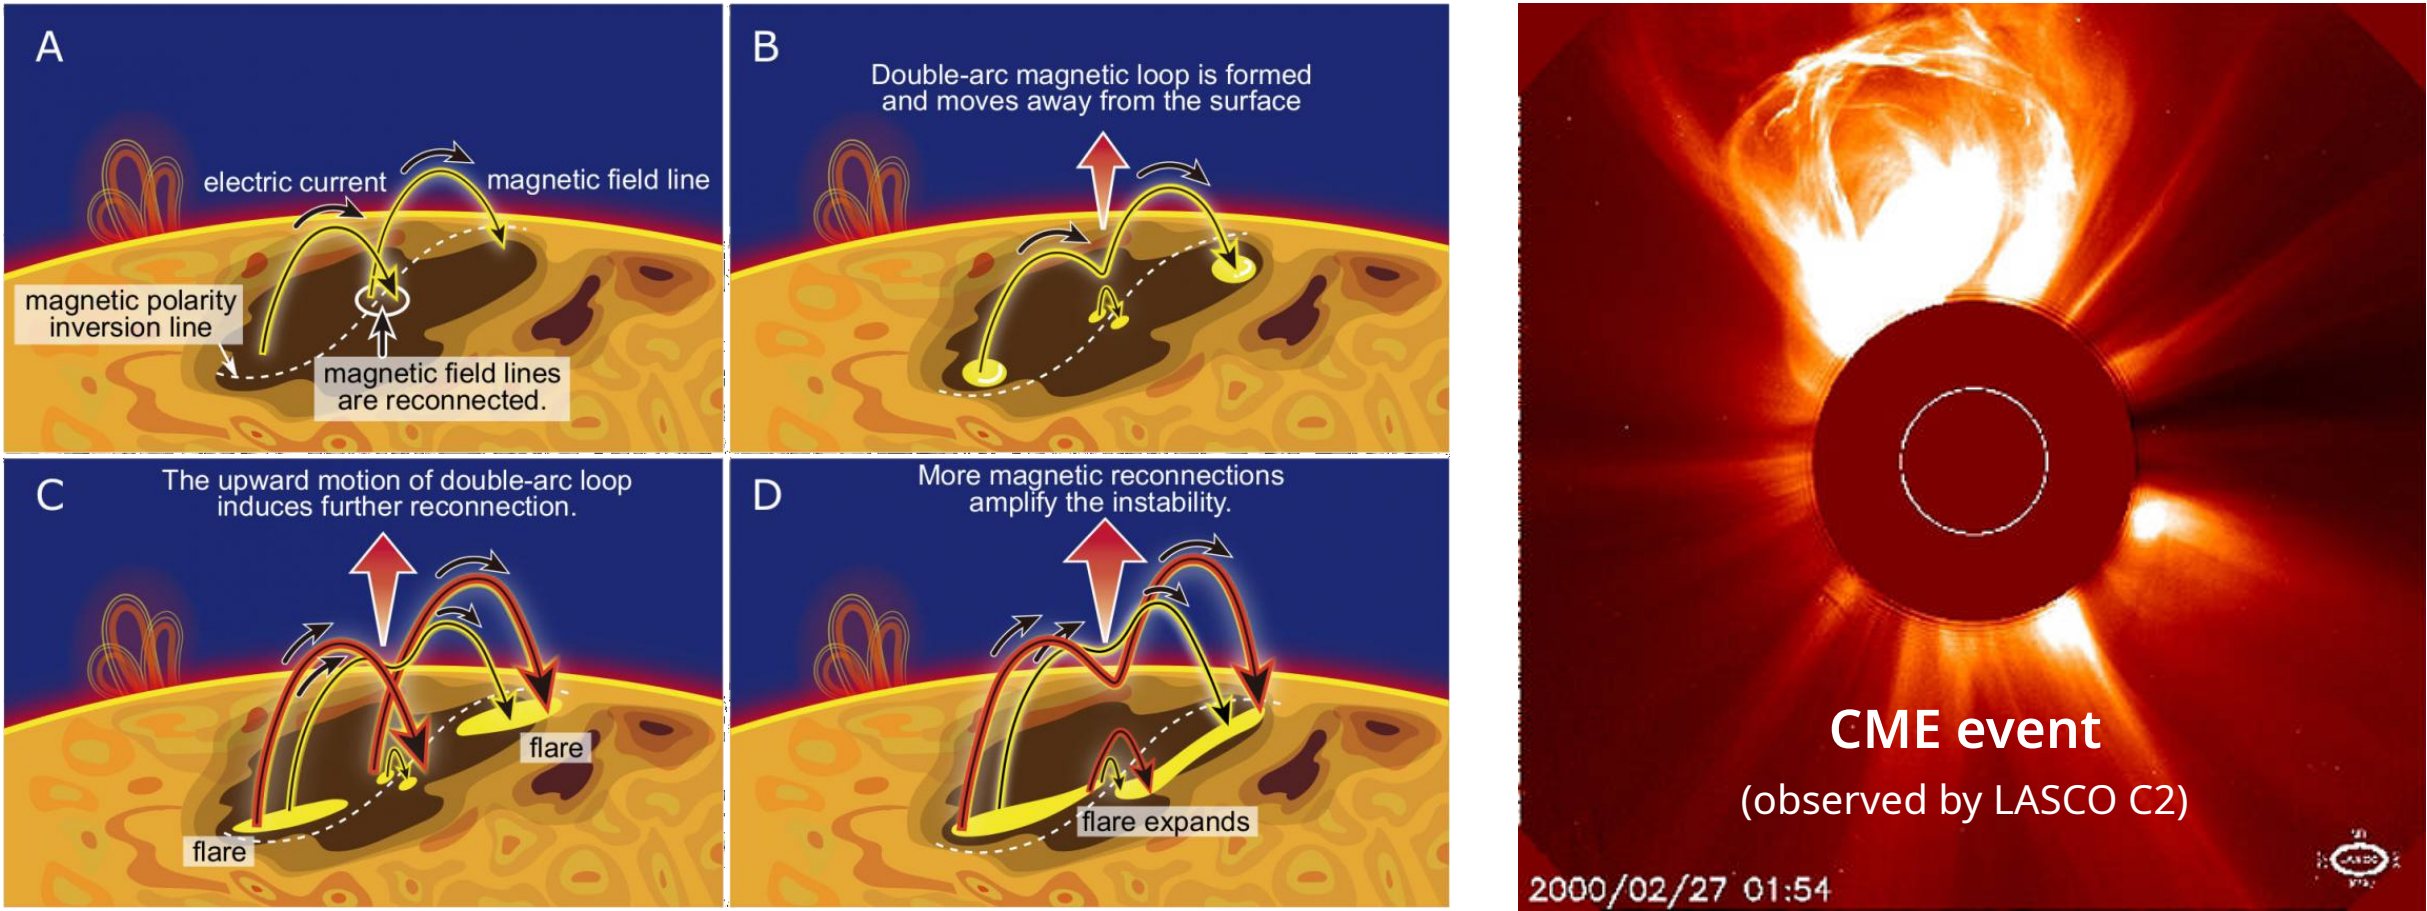 A
electric current
magnetic field line
magnetic polarity
inversion line
magnetic field lines
are reconnected.
B
Double-arc magnetic loop is formed
and moves away from the surface
C
The upward motion of double-arc loop
induces further reconnection.
flare
flare
D
More magnetic reconnections
amplify the instability.
flare expands
CME event
(observed by LASCO C2)
2000/02/27 01:54
LASCO